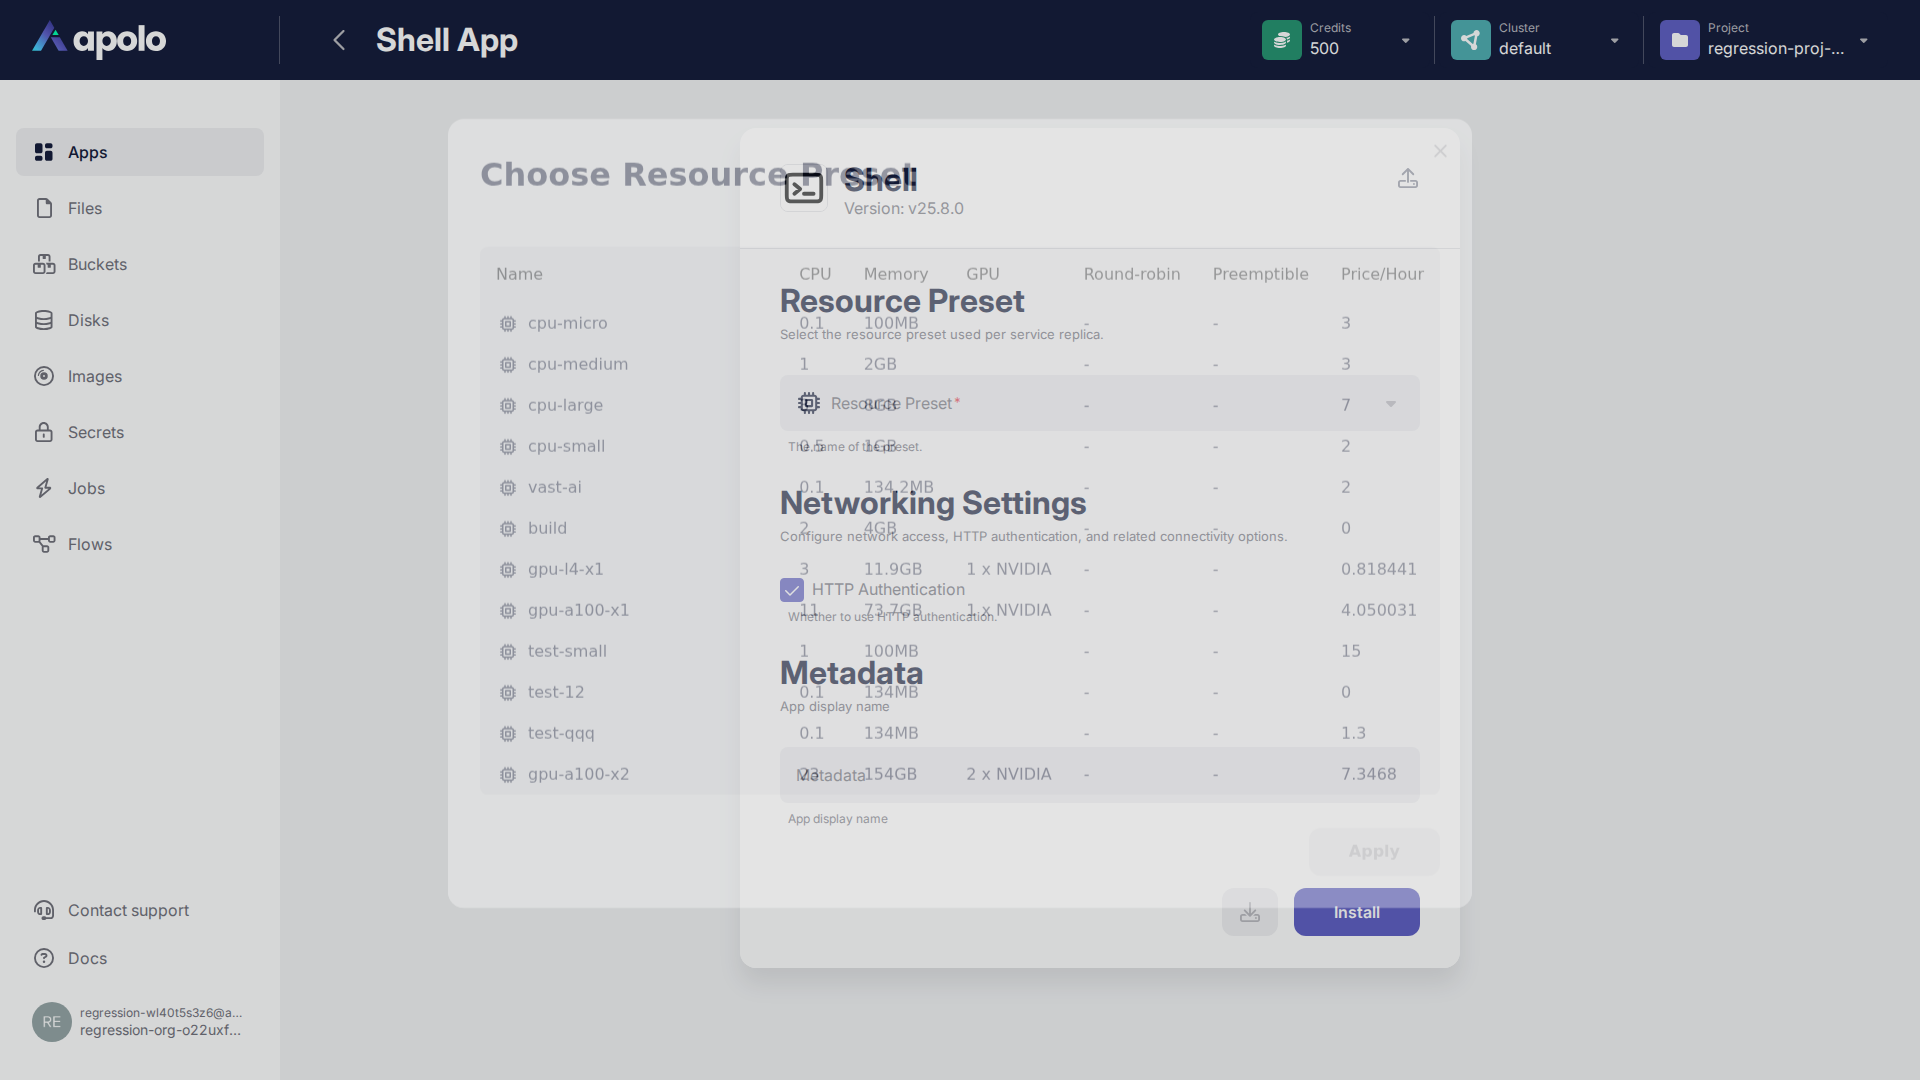 apolo
Shell App
Credits
500
Cluster
default
Project
regression-proj-...
Apps
Files
Buckets
Disks
Images
Secrets
Jobs
Flows
Contact support
Docs
RE
regression-wl40t5s3z6@a...
regression-org-o22uxf...
Choose Resource Preset
Name CPU Memory GPU Round-robin Preemptible Price/Hour
cpu-micro 0.1 100MB - - 3
cpu-medium 1 2GB - - 3
cpu-large 8GB - - 7
cpu-small 0.5 1GB - - 2
vast-ai 0.1 134.2MB - - 2
build 2 4GB - - 0
gpu-l4-x1 3 11.9GB 1 x NVIDIA - - 0.818441
gpu-a100-x1 11 73.7GB 1 x NVIDIA - - 4.050031
test-small 1 100MB - - 15
test-12 0.1 134MB - - 0
test-qqq 0.1 134MB - - 1.3
gpu-a100-x2 23 154GB 2 x NVIDIA - - 7.3468
Apply
Shell
Version: v25.8.0
Resource Preset
Select the resource preset used per service replica.
Resource Preset*
The name of the preset.
Networking Settings
Configure network access, HTTP authentication, and related connectivity options.
HTTP Authentication
Whether to use HTTP authentication.
Metadata
App display name
Metadata
App display name
Install